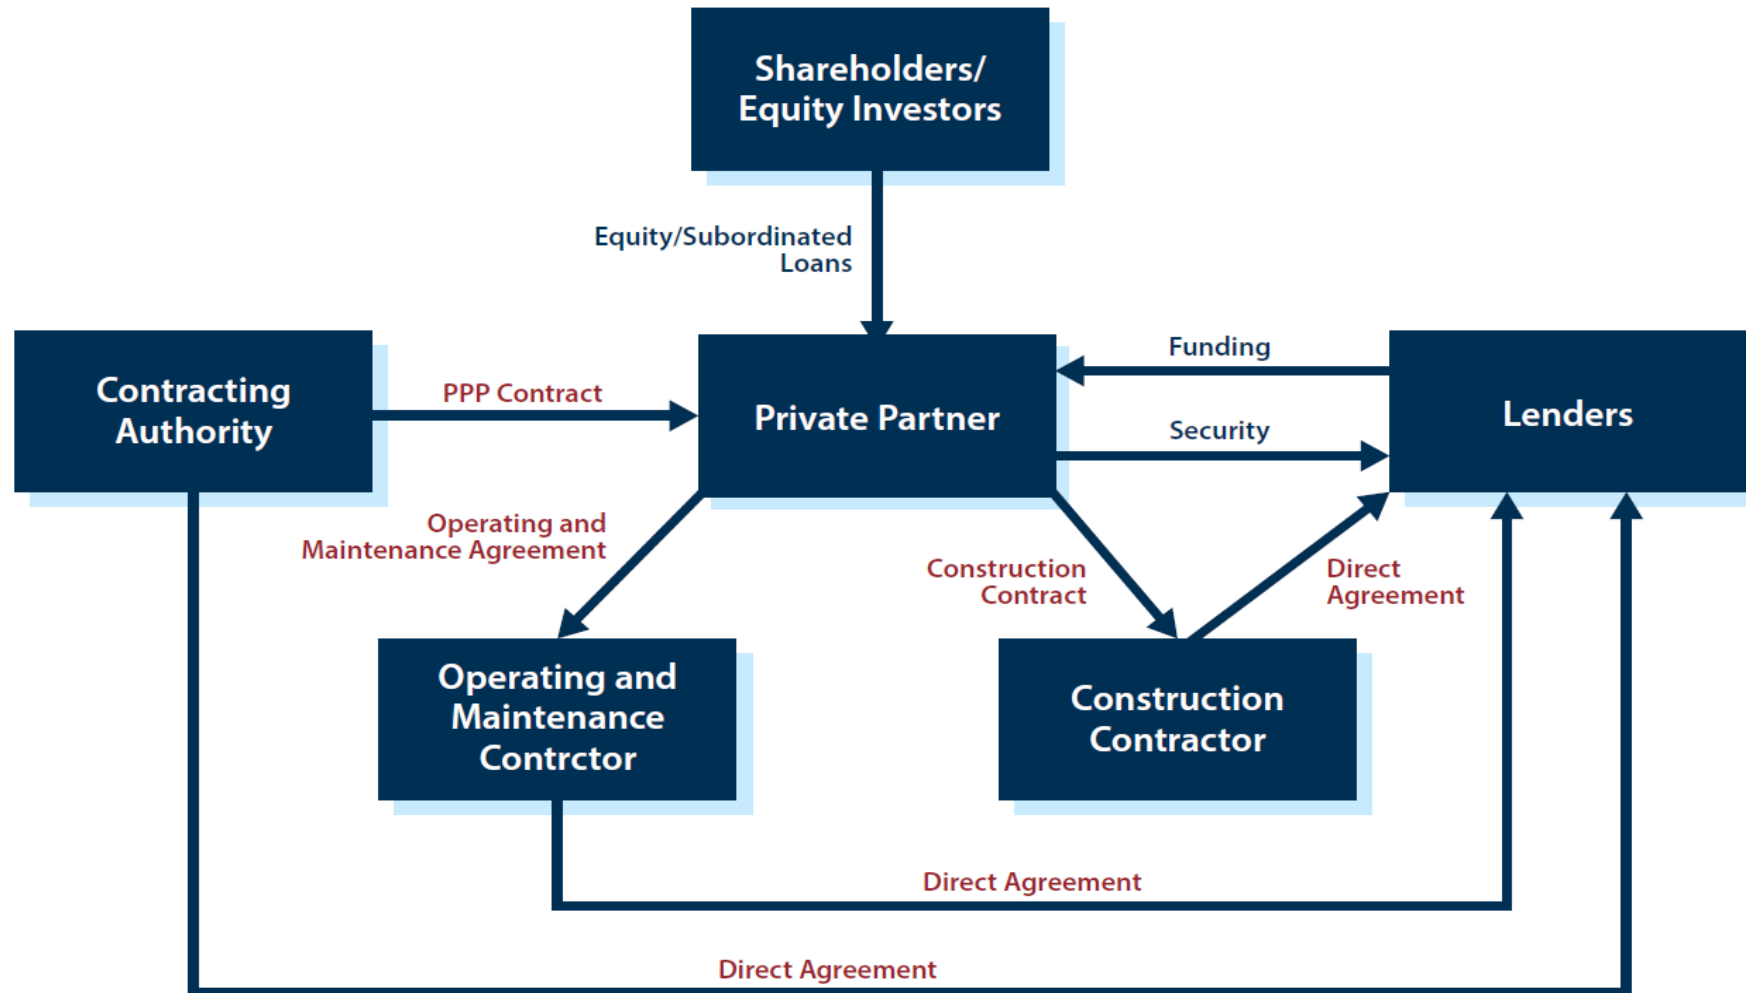 Shareholders/
Equity Investors
Equity/Subordinated
Loans
Contracting
Authority
PPP Contract
Private Partner
Funding
Security
Lenders
Operating and
Maintenance Agreement
Construction
Contract
Direct
Agreement
Operating and
Maintenance
Contrctor
Construction
Contractor
Direct Agreement
Direct Agreement